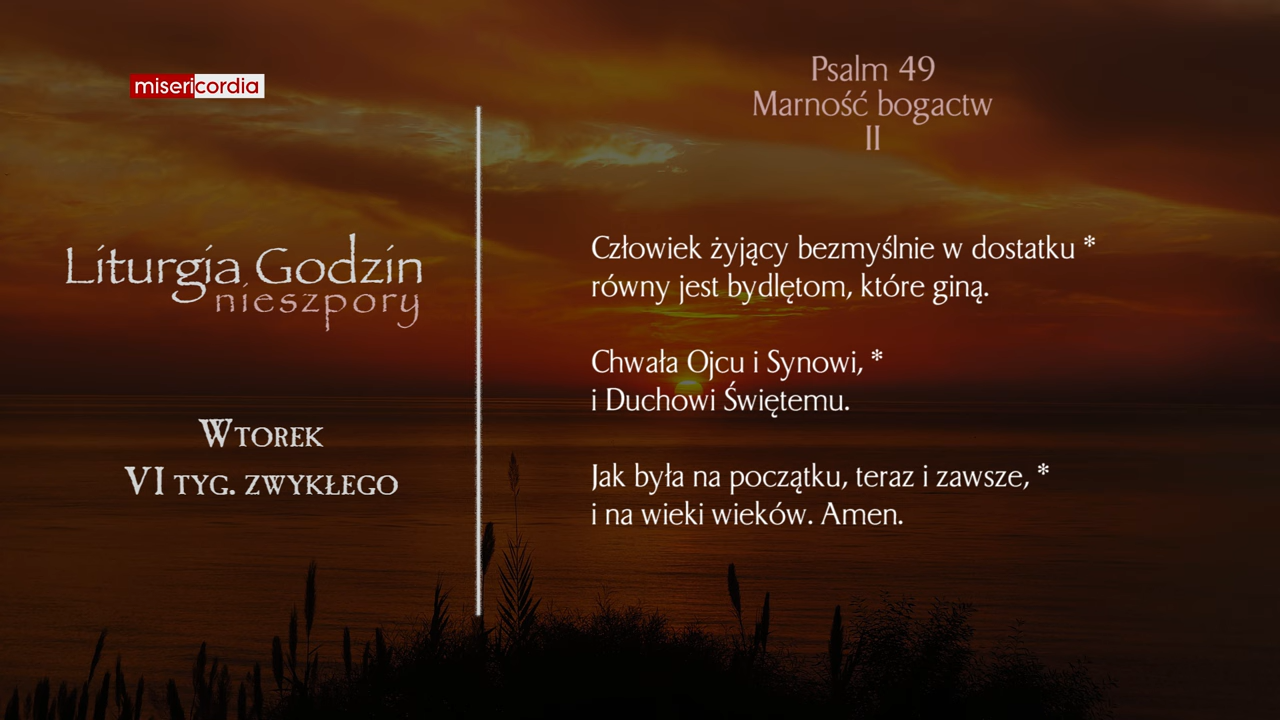 misericordia
Liturgia Godzin
nieszpory
Wtorek
VI tyg. zwykłego
Psalm 49
Marność bogactw
II
Człowiek żyjący bezmyślnie w dostatku *
równy jest bydlętom, które giną.
Chwała Ojcu i Synowi, *
i Duchowi Świętemu.
Jak była na początku, teraz i zawsze, *
i na wieki wieków. Amen.